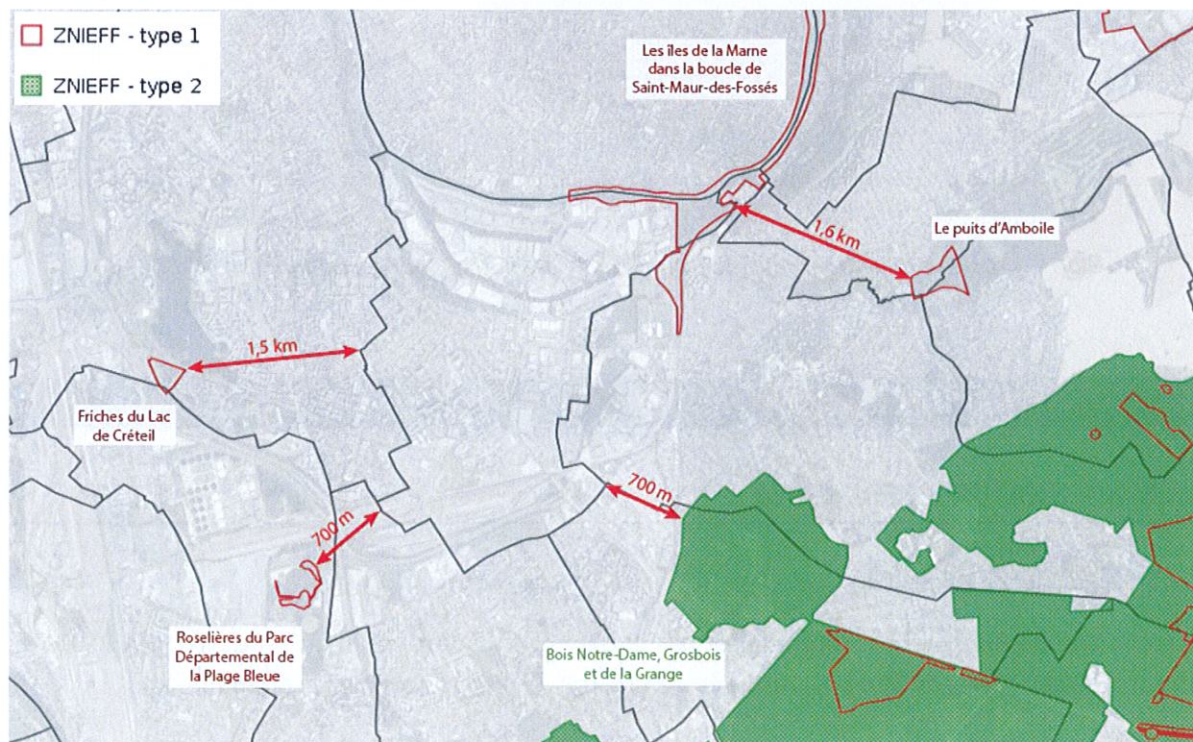 ZNIEFF - type 1
ZNIEFF - type 2
Les îles de la Marne
dans la boucle de
Saint-Maur-des-Fossés
1,6 km
Le puits d'Amboile
1,5 km
Friches du Lac
de Créteil
700 m
700 m
Roselières du Parc
Départemental de
la Plage Bleue
Bois Notre-Dame, Grosbois
et de la Grange